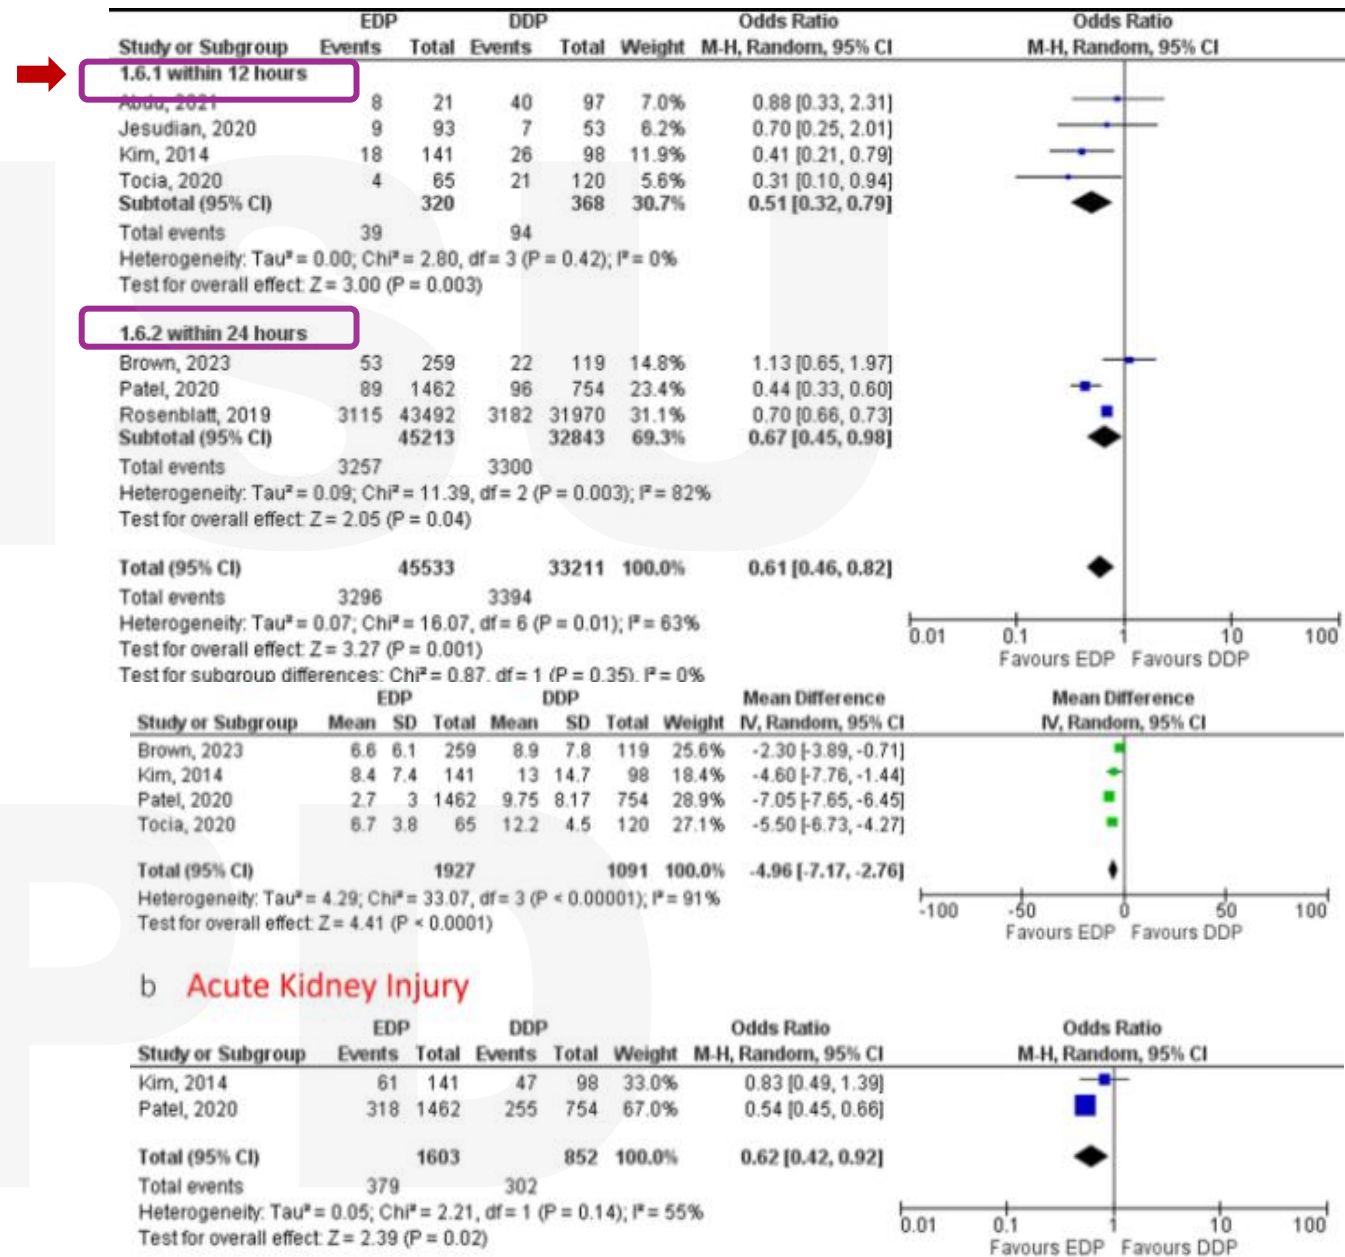 EDP DDP Odds Ratio Odds Ratio
Study or Subgroup Events Total Events Total Weight M-H, Random, 95% CI M-H, Random, 95% CI
1.6.1 within 12 hours
Abdu, 2021 8 21 40 97 7.0% 0.88 [0.33, 2.31]
Jesudian, 2020 9 93 7 53 6.2% 0.70 [0.25, 2.01]
Kim, 2014 18 141 26 98 11.9% 0.41 [0.21, 0.79]
Tocia, 2020 4 65 21 120 5.6% 0.31 [0.10, 0.94]
Subtotal (95% CI) 320 368 30.7% 0.51 [0.32, 0.79]
Total events 39 94
Heterogeneity: Tau² = 0.00; Chi² = 2.80, df = 3 (P = 0.42); I² = 0%
Test for overall effect: Z = 3.00 (P = 0.003)
1.6.2 within 24 hours
Brown, 2023 53 259 22 119 14.8% 1.13 [0.65, 1.97]
Patel, 2020 89 1462 96 754 23.4% 0.44 [0.33, 0.60]
Rosenblatt, 2019 3115 43492 3182 31970 31.1% 0.70 [0.66, 0.73]
Subtotal (95% CI) 45213 32843 69.3% 0.67 [0.45, 0.98]
Total events 3257 3300
Heterogeneity: Tau² = 0.09; Chi² = 11.39, df = 2 (P = 0.003); I² = 82%
Test for overall effect: Z = 2.05 (P = 0.04)
Total (95% CI) 45533 33211 100.0% 0.61 [0.46, 0.82]
Total events 3296 3394
Heterogeneity: Tau² = 0.07; Chi² = 16.07, df = 6 (P = 0.01); I² = 63%
Test for overall effect: Z = 3.27 (P = 0.001)
Test for subgroup differences: Chi² = 0.87, df = 1 (P = 0.35), I² = 0%
0.01 0.1 1 10 100
Favours EDP Favours DDP
EDP DDP Mean Difference Mean Difference
Study or Subgroup Mean SD Total Mean SD Total Weight IV, Random, 95% CI IV, Random, 95% CI
Brown, 2023 6.6 6.1 259 8.9 7.8 119 25.6% -2.30 [-3.89, -0.71]
Kim, 2014 8.4 7.4 141 13 14.7 98 18.4% -4.60 [-7.76, -1.44]
Patel, 2020 2.7 3 1462 9.75 8.17 754 28.9% -7.05 [-7.65, -6.45]
Tocia, 2020 6.7 3.8 65 12.2 4.5 120 27.1% -5.50 [-6.73, -4.27]
Total (95% CI) 1927 1091 100.0% -4.96 [-7.17, -2.76]
Heterogeneity: Tau² = 4.29; Chi² = 33.07, df = 3 (P < 0.00001); I² = 91%
Test for overall effect: Z = 4.41 (P < 0.0001)
-100 -50 0 50 100
Favours EDP Favours DDP
b Acute Kidney Injury
EDP DDP Odds Ratio Odds Ratio
Study or Subgroup Events Total Events Total Weight M-H, Random, 95% CI M-H, Random, 95% CI
Kim, 2014 61 141 47 98 33.0% 0.83 [0.49, 1.39]
Patel, 2020 318 1462 255 754 67.0% 0.54 [0.45, 0.66]
Total (95% CI) 1603 852 100.0% 0.62 [0.42, 0.92]
Total events 379 302
Heterogeneity: Tau² = 0.05; Chi² = 2.21, df = 1 (P = 0.14); I² = 55%
Test for overall effect: Z = 2.39 (P = 0.02)
0.01 0.1 1 10 100
Favours EDP Favours DDP